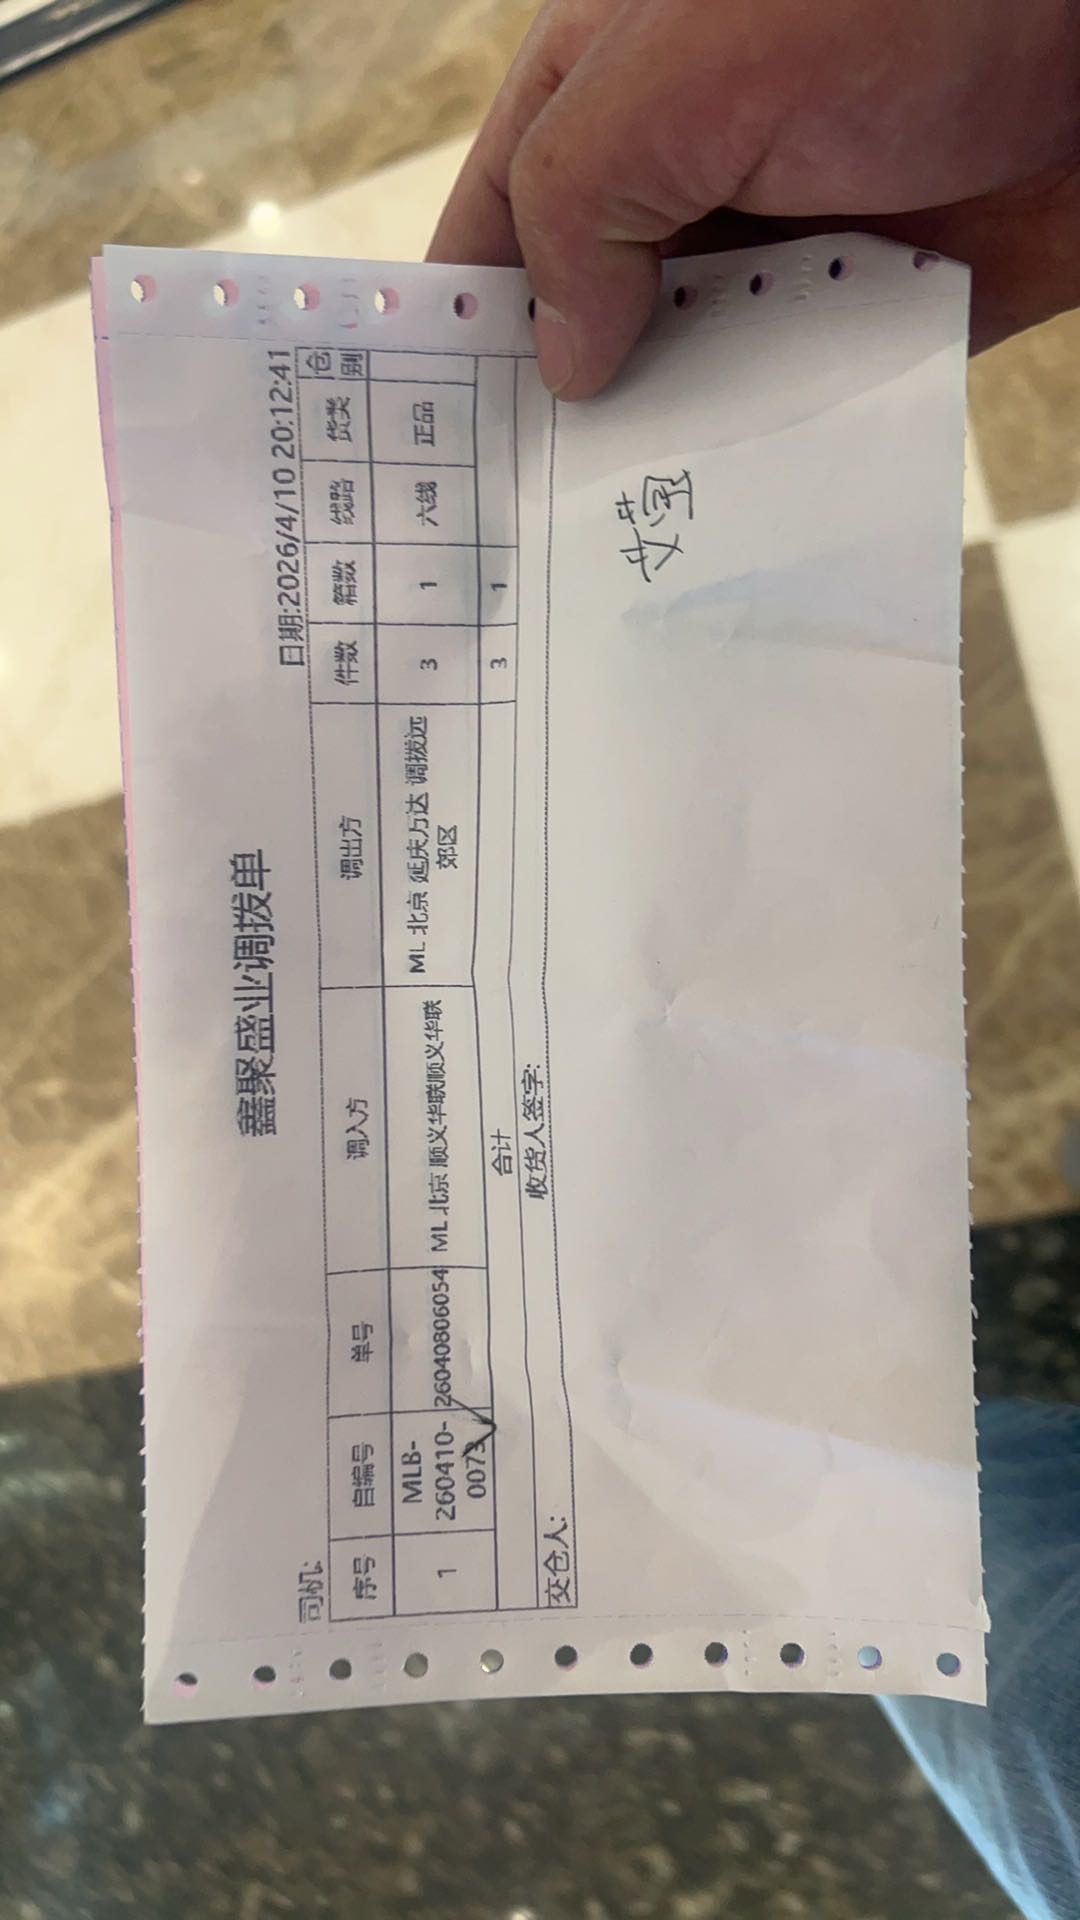 鑫聚盛业调拨单
司机: 日期:2026/4/10 20:12:41
序号 自编号 单号 调入方 调出方 件数 箱数 线路 货类 仓别
1 MLB-260410-0073 26040806054 ML 北京 顺义华联顺义华联 ML 北京 延庆万达 调拨远郊区 3 1 六线 正品
合计 3 1
交仓人: 收货人签字: